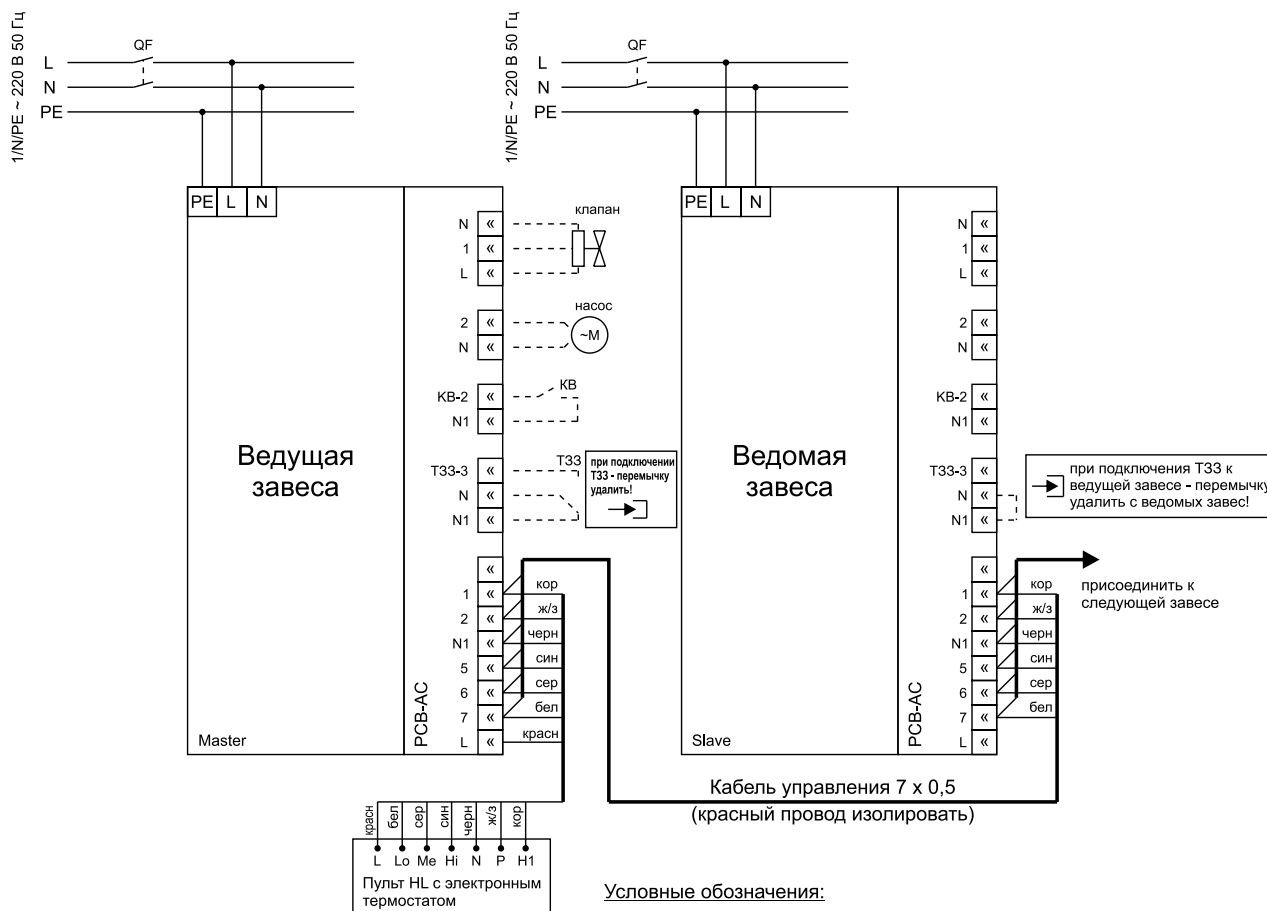 1/N/PE ~ 220 В 50 Гц
QF
L
N
PE
PE L N
N «
1 «
L «
клапан
2 «
N «
насос
~М
КВ-2 «
N1 «
КВ
ТЗЗ-3 «
N «
N1 «
ТЗЗ
при подключении
ТЗЗ - перемычку
удалить!
Ведущая
завеса
«
1 « кор
2 « ж/з
N1 « черн
5 « син
6 « сер
7 « бел
L « красн
PCB-AC
Master
1/N/PE ~ 220 В 50 Гц
QF
L
N
PE
PE L N
N «
1 «
L «
2 «
N «
КВ-2 «
N1 «
ТЗЗ-3 «
N «
N1 «
при подключения ТЗЗ к
ведущей завесе - перемычку
удалить с ведомых завес!
Ведомая
завеса
«
1 « кор
2 « ж/з
N1 « черн
5 « син
6 « сер
7 « бел
L «
PCB-AC
Slave
присоединить к
следующей завесе
Кабель управления 7 x 0,5
(красный провод изолировать)
красн бел сер син черн ж/з кор
L Lo Me Hi N P H1
Пульт HL с электронным
термостатом
Условные обозначения: